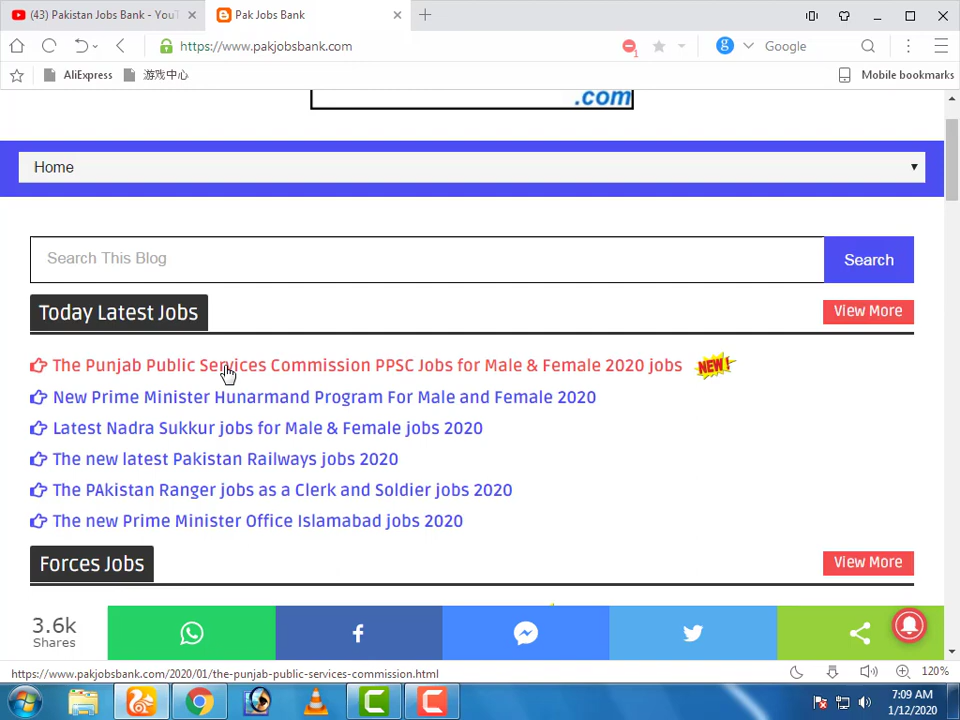 (43) Pakistan Jobs Bank - YouT
Pak Jobs Bank
https://www.pakjobsbank.com
1
Google
AliExpress
游戏中心
Mobile bookmarks
.com
Home
Search This Blog
Search
Today Latest Jobs
View More
The Punjab Public Services Commission PPSC Jobs for Male & Female 2020 jobs
NEW!
New Prime Minister Hunarmand Program For Male and Female 2020
Latest Nadra Sukkur jobs for Male & Female jobs 2020
The new latest Pakistan Railways jobs 2020
The PAkistan Ranger jobs as a Clerk and Soldier jobs 2020
The new Prime Minister Office Islamabad jobs 2020
Forces Jobs
View More
3.6k
Shares
https://www.pakjobsbank.com/2020/01/the-punjab-public-services-commission.html
120%
7:09 AM
1/12/2020